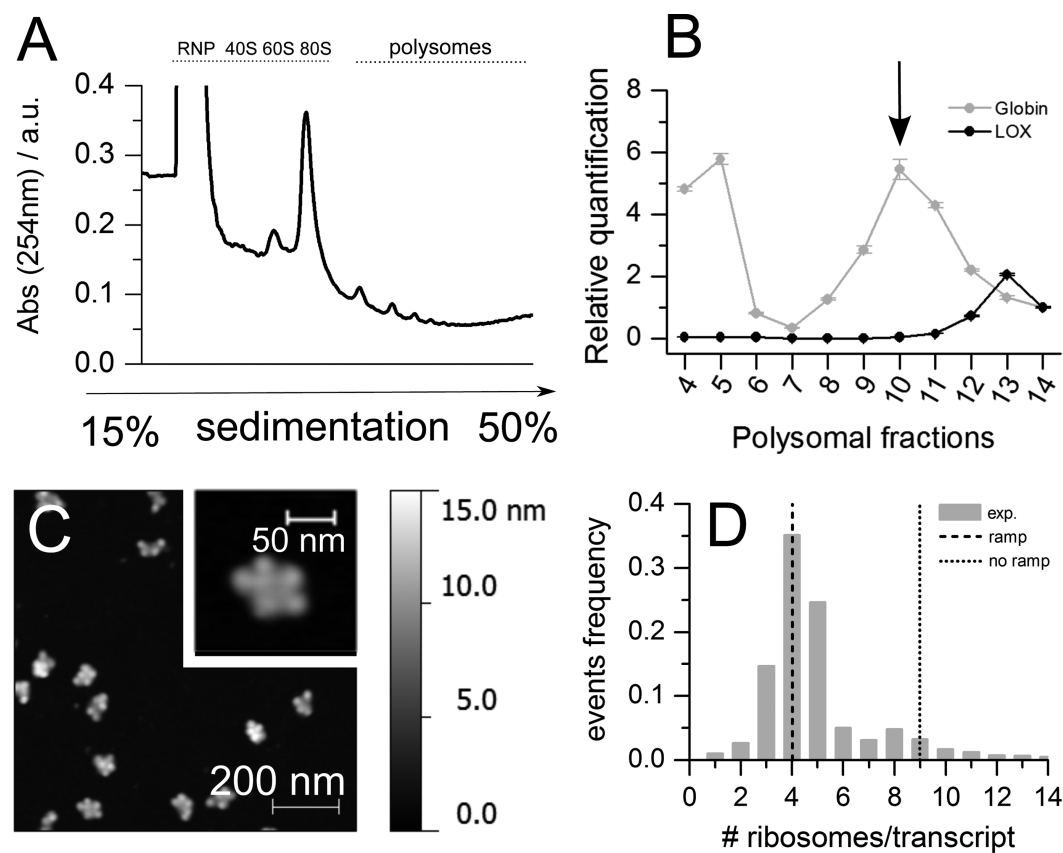 A
RNP 40S 60S 80S polysomes
Abs (254nm) / a.u.
0.4
0.3
0.2
0.1
0.0
15% sedimentation 50%
B
Relative quantification
8
6
4
2
0
Globin
LOX
4 5 6 7 8 9 10 11 12 13 14
Polysomal fractions
C
50 nm
200 nm
15.0 nm
10.0
5.0
0.0
D
events frequency
0.4
0.3
0.2
0.1
0.0
exp.
ramp
no ramp
0 2 4 6 8 10 12 14
# ribosomes/transcript